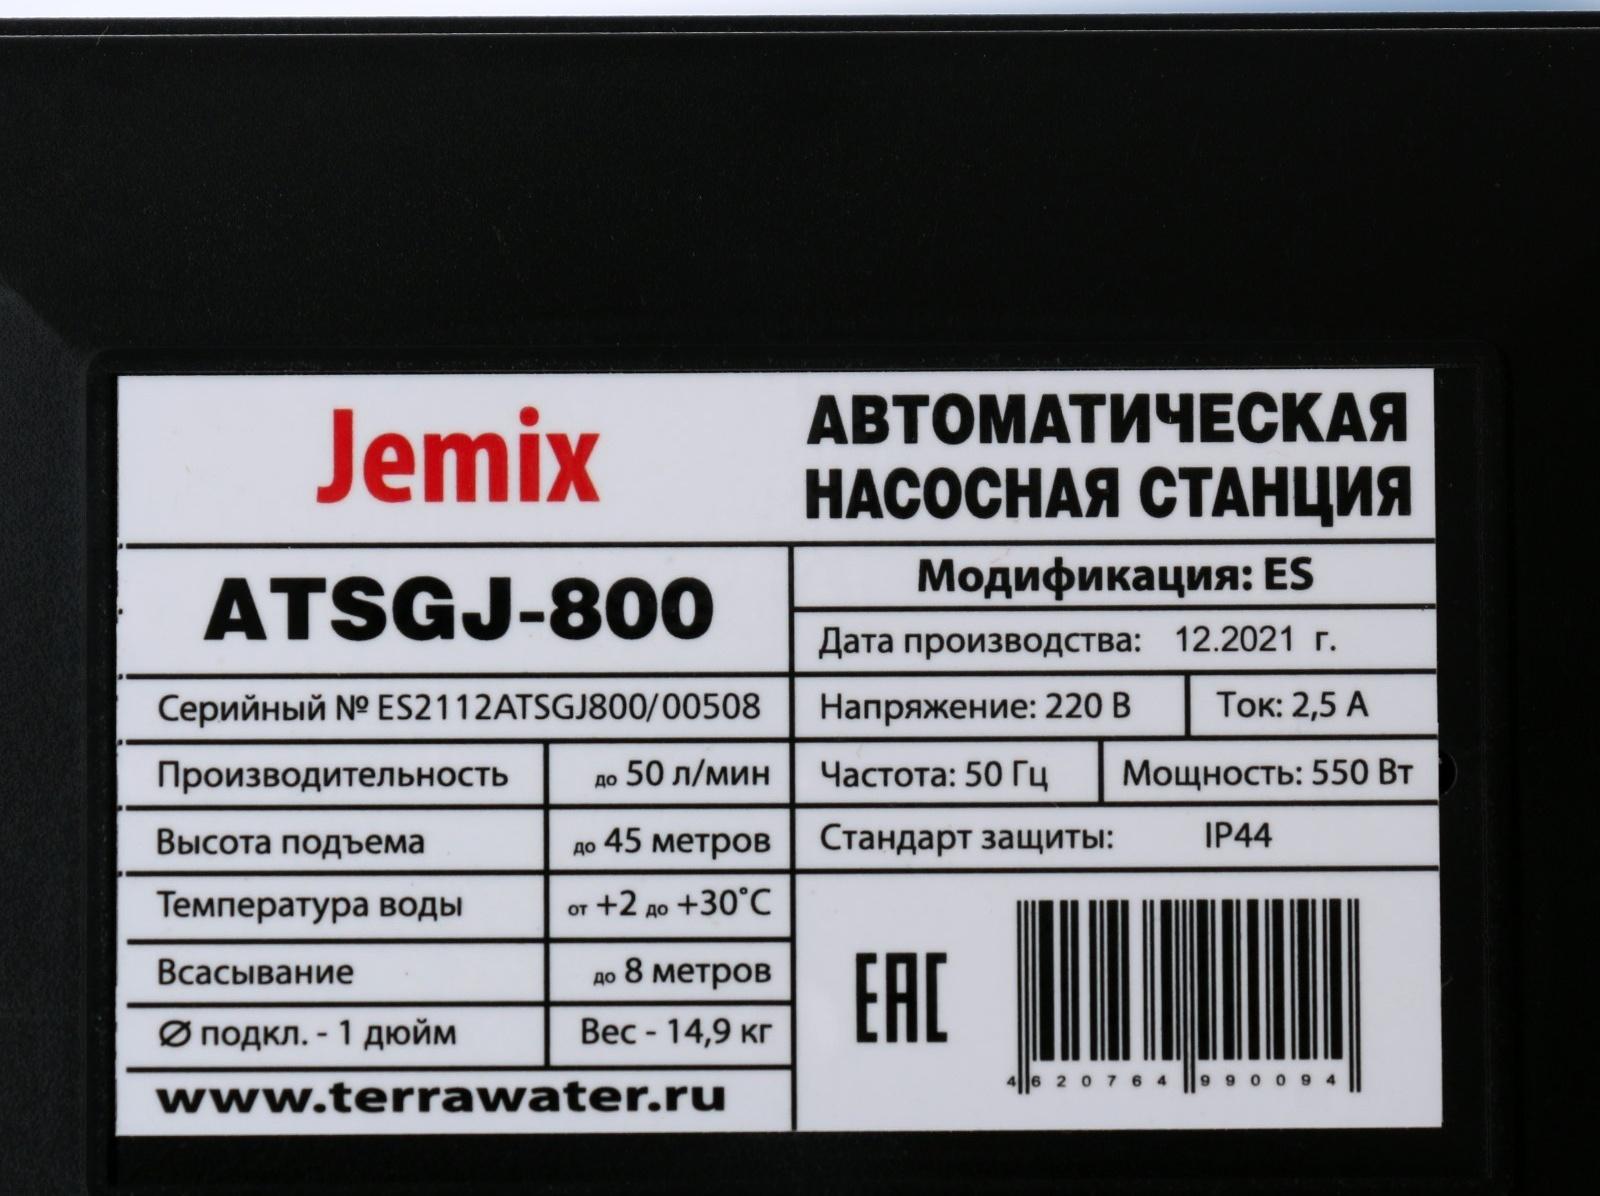 Jemix
АВТОМАТИЧЕСКАЯ
НАСОСНАЯ СТАНЦИЯ
ATSGJ-800
Модификация: ES
Дата производства: 12.2021 г.
Серийный № ES2112ATSGJ800/00508
Напряжение: 220 В
Ток: 2,5 А
Производительность
до 50 л/мин
Частота: 50 Гц
Мощность: 550 Вт
Высота подъема
до 45 метров
Стандарт защиты: IP44
Температура воды
от +2 до +30˚С
Всасывание
до 8 метров
Ø подкл. - 1 дюйм
Вес - 14,9 кг
www.terrawater.ru
EAC
4 620764 990094